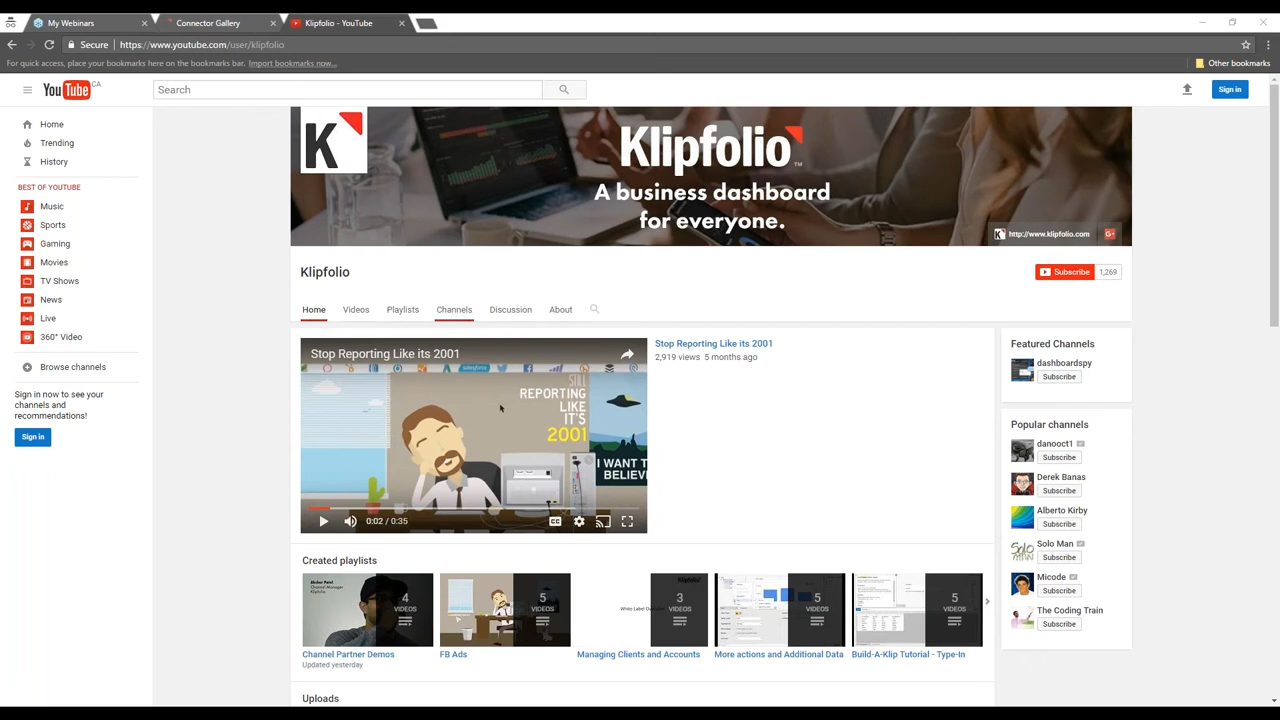 My Webinars
Connector Gallery
Klipfolio - YouTube
Secure
https://www.youtube.com/user/klipfolio
For quick access, place your bookmarks here on the bookmarks bar. Import bookmarks now...
Other bookmarks
YouTube CA
Search
Sign in
Home
Trending
History
BEST OF YOUTUBE
Music
Sports
Gaming
Movies
TV Shows
News
Live
360° Video
Browse channels
Sign in now to see your
channels and
recommendations!
Sign in
K
Klipfolio™
A business dashboard
for everyone.
http://www.klipfolio.com
G+
Klipfolio
Subscribe 1,269
Home Videos Playlists Channels Discussion About
Stop Reporting Like its 2001
salesforce
STILL
REPORTING
LIKE
IT'S
2001
I WANT T
BELIEV
0:02 / 0:35
CC
Stop Reporting Like its 2001
2,919 views 5 months ago
Created playlists
Channel Manager
Klipfolio
4
VIDEOS
Channel Partner Demos
Updated yesterday
5
VIDEOS
FB Ads
Klipfolio
3
VIDEOS
Managing Clients and Accounts
5
VIDEOS
More actions and Additional Data
5
VIDEOS
Build-A-Klip Tutorial - Type-In
Uploads
Featured Channels
dashboardspy
Subscribe
Popular channels
danooct1
Subscribe
Derek Banas
Subscribe
Alberto Kirby
Subscribe
Solo Man
Subscribe
Micode
Subscribe
The Coding Train
Subscribe